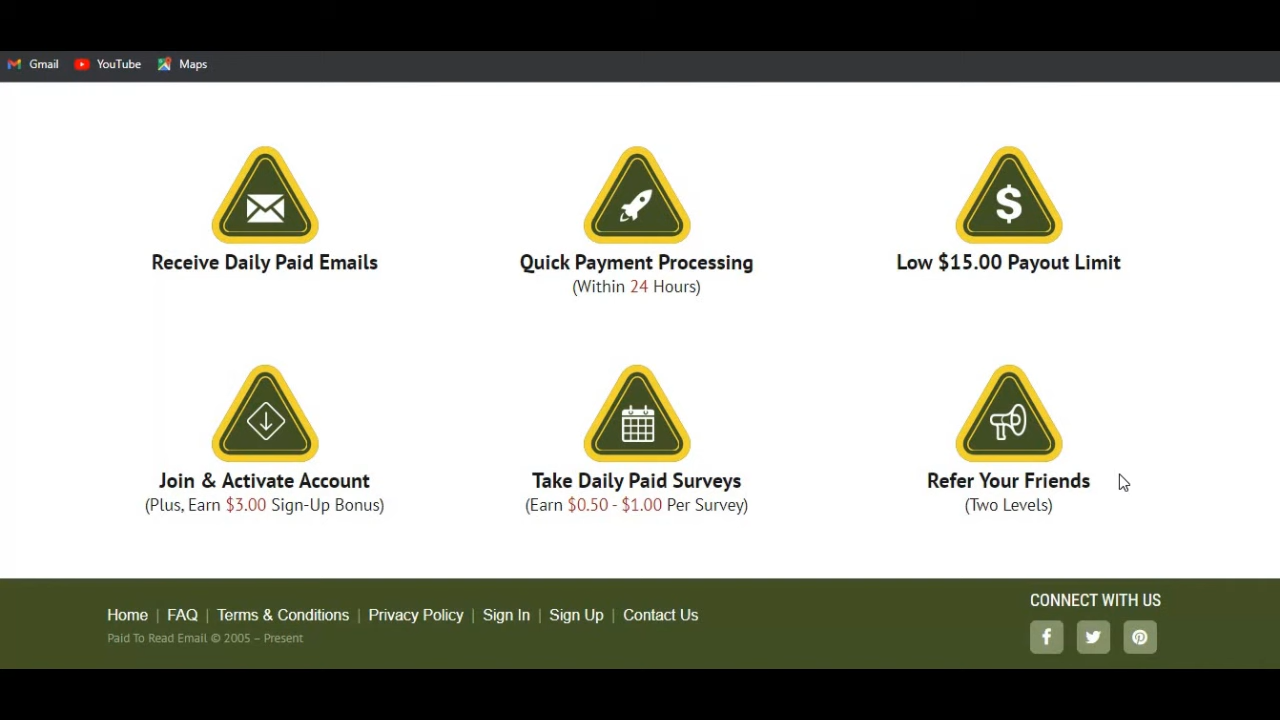 Gmail YouTube Maps
Receive Daily Paid Emails
Quick Payment Processing
(Within 24 Hours)
$
Low $15.00 Payout Limit
Join & Activate Account
(Plus, Earn $3.00 Sign-Up Bonus)
Take Daily Paid Surveys
(Earn $0.50 - $1.00 Per Survey)
Refer Your Friends
(Two Levels)
Home | FAQ | Terms & Conditions | Privacy Policy | Sign In | Sign Up | Contact Us
Paid To Read Email © 2005 – Present
CONNECT WITH US